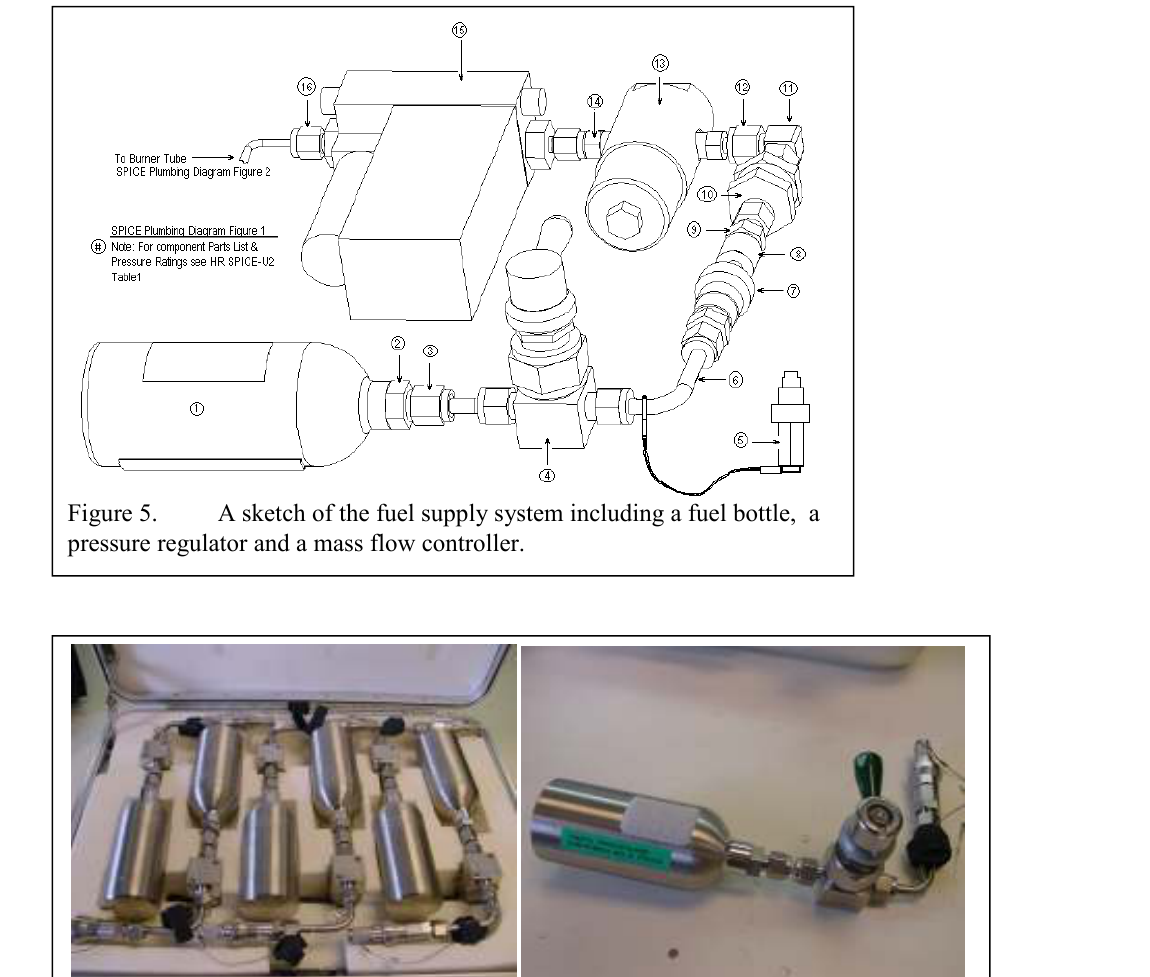 15
13
16
14
12
11
To Burner Tube
SPICE Plumbing Diagram Figure 2
10
9
SPICE Plumbing Diagram Figure 1
# Note: For component Parts List &
Pressure Ratings see HR SPICE-U2
Table1
8
7
2
3
6
1
5
4
Figure 5. A sketch of the fuel supply system including a fuel bottle, a
pressure regulator and a mass flow controller.